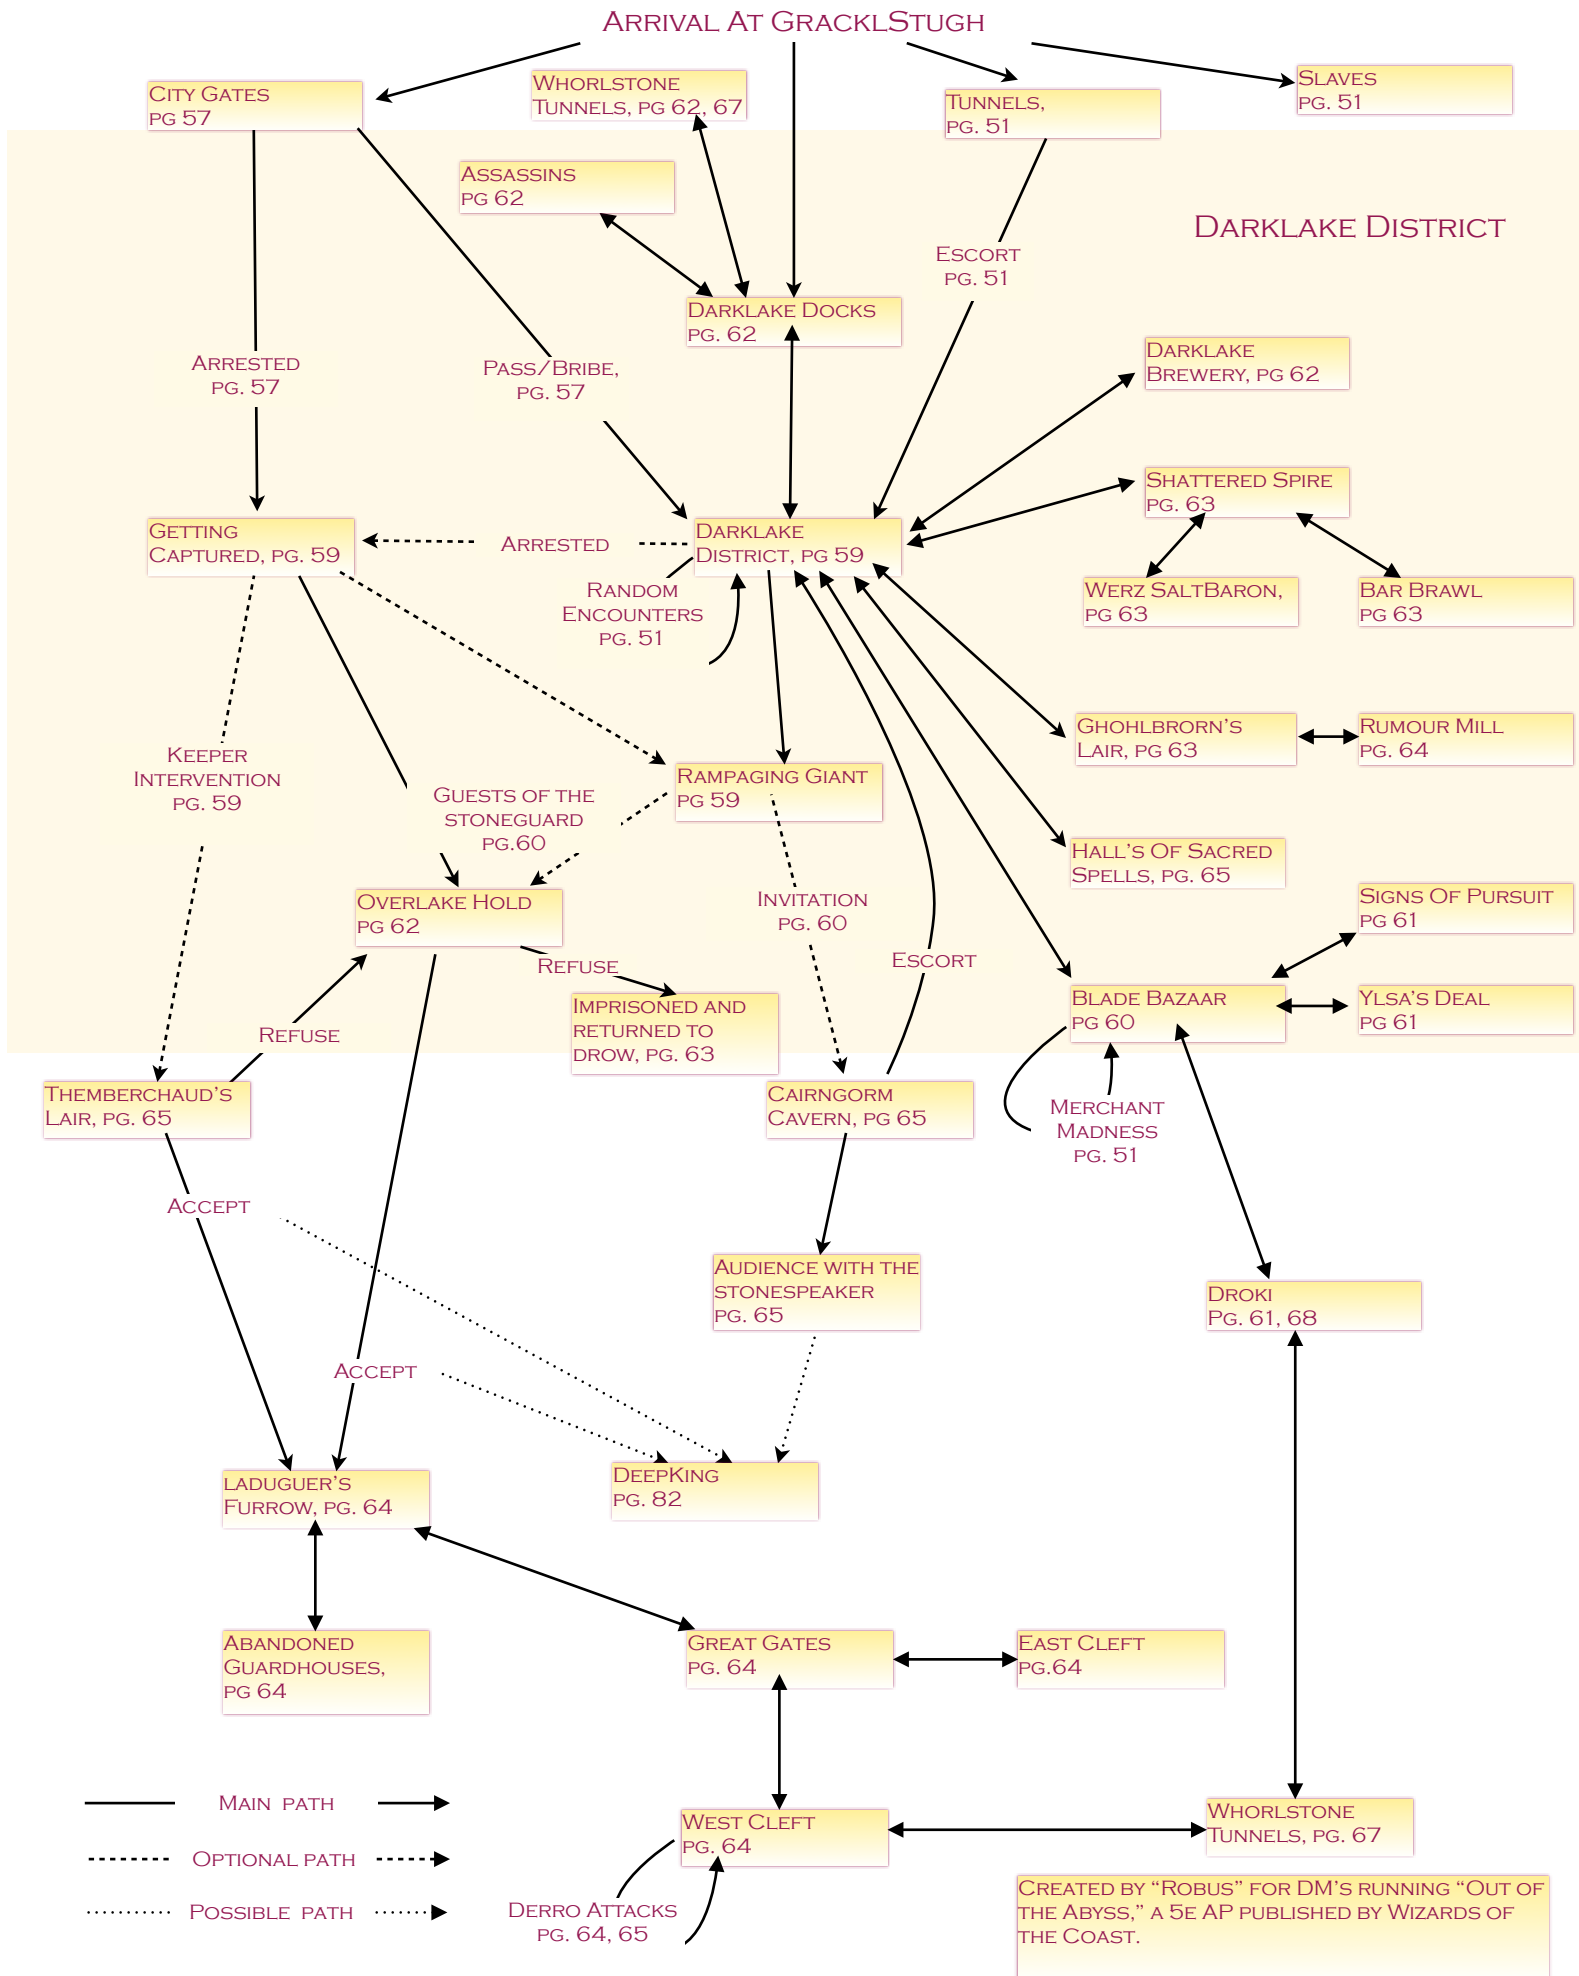 Arrival At GracklStugh
City Gates
pg 57
Whorlstone
Tunnels, pg 62, 67
Tunnels,
pg. 51
Slaves
pg. 51
Assassins
pg 62
Darklake District
Escort
pg. 51
Darklake Docks
pg. 62
Arrested
pg. 57
Pass/Bribe,
pg. 57
Darklake
Brewery, pg 62
Shattered Spire
pg. 63
Getting
Captured, pg. 59
Arrested
Darklake
District, pg 59
Random
Encounters
pg. 51
Werz SaltBaron,
pg 63
Bar Brawl
pg 63
Ghohlbrorn's
Lair, pg 63
Rumour Mill
pg. 64
Keeper
Intervention
pg. 59
Guests of the
stoneguard
pg.60
Rampaging Giant
pg 59
Hall's Of Sacred
Spells, pg. 65
Overlake Hold
pg 62
Invitation
pg. 60
Signs Of Pursuit
pg 61
Refuse
Escort
Imprisoned and
returned to
drow, pg. 63
Blade Bazaar
pg 60
Ylsa's Deal
pg 61
Refuse
Themberchaud's
Lair, pg. 65
Cairngorm
Cavern, pg 65
Merchant
Madness
pg. 51
Accept
Audience with the
stonespeaker
pg. 65
Droki
Pg. 61, 68
Accept
laduguer's
Furrow, pg. 64
DeepKing
pg. 82
Abandoned
Guardhouses,
pg 64
Great Gates
pg. 64
East Cleft
pg.64
Main path
Optional path
Possible path
West Cleft
pg. 64
Whorlstone
Tunnels, pg. 67
Derro Attacks
pg. 64, 65
Created by "Robus" for DM's running "Out of
the Abyss," a 5e AP published by Wizards of
the Coast.